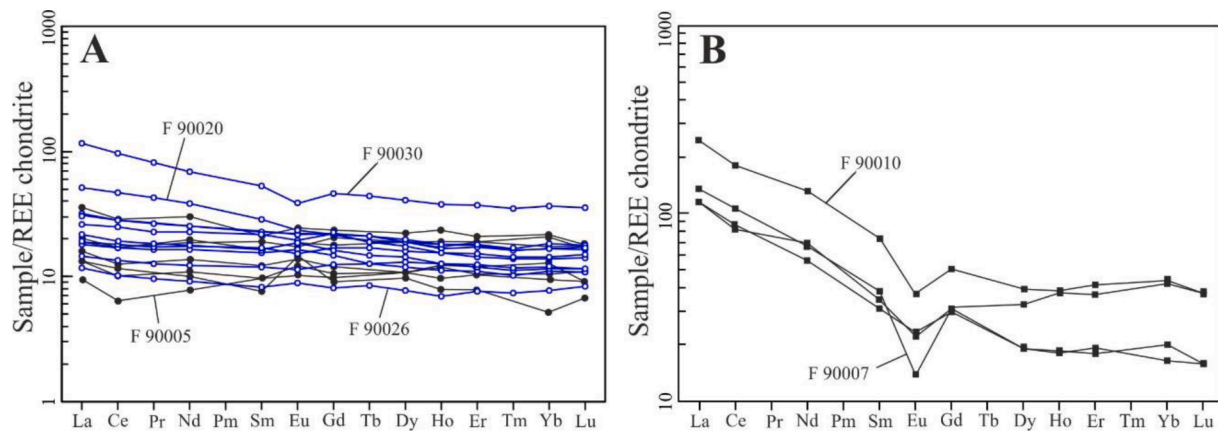 A
Sample/REE chondrite
1000
100
10
1
F 90020
F 90030
F 90005
F 90026
La Ce Pr Nd Pm Sm Eu Gd Tb Dy Ho Er Tm Yb Lu
B
Sample/REE chondrite
1000
100
10
F 90010
F 90007
La Ce Pr Nd Pm Sm Eu Gd Tb Dy Ho Er Tm Yb Lu